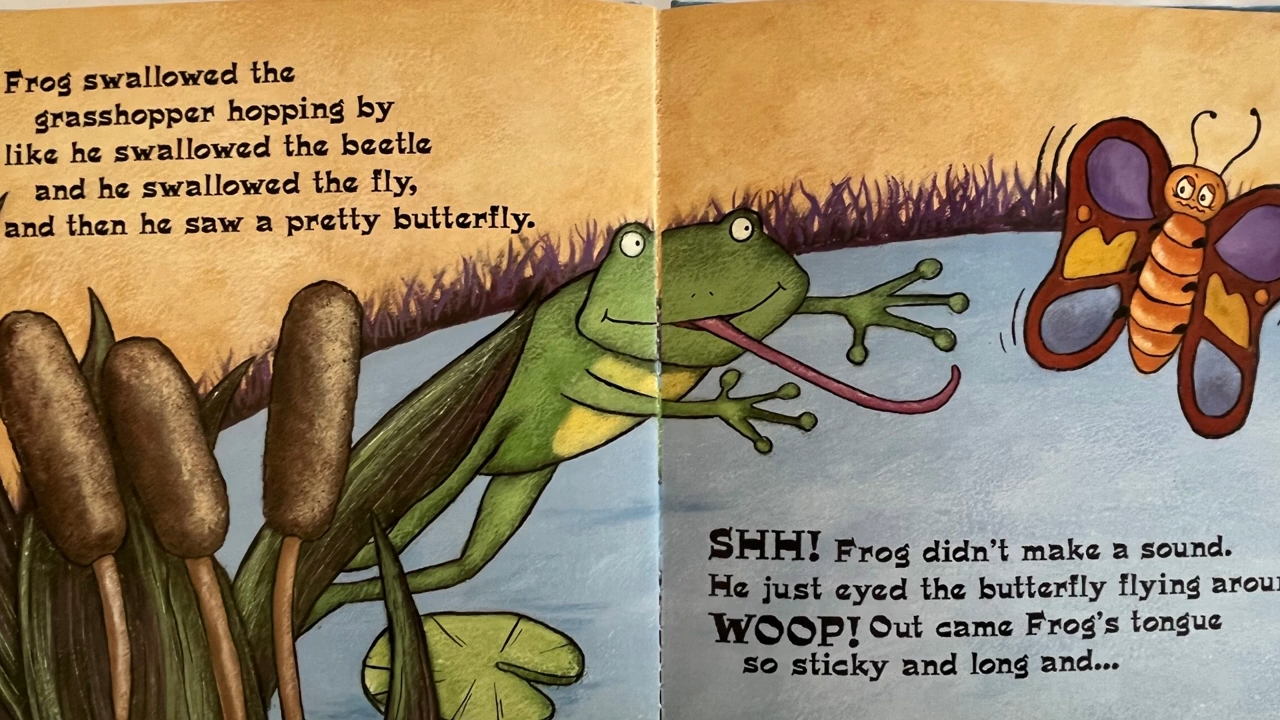 Frog swallowed the
grasshopper hopping by
like he swallowed the beetle
and he swallowed the fly,
and then he saw a pretty butterfly.
SHH! Frog didn't make a sound.
He just eyed the butterfly flying
WOOP! Out came Frog's tongue
so sticky and long and...